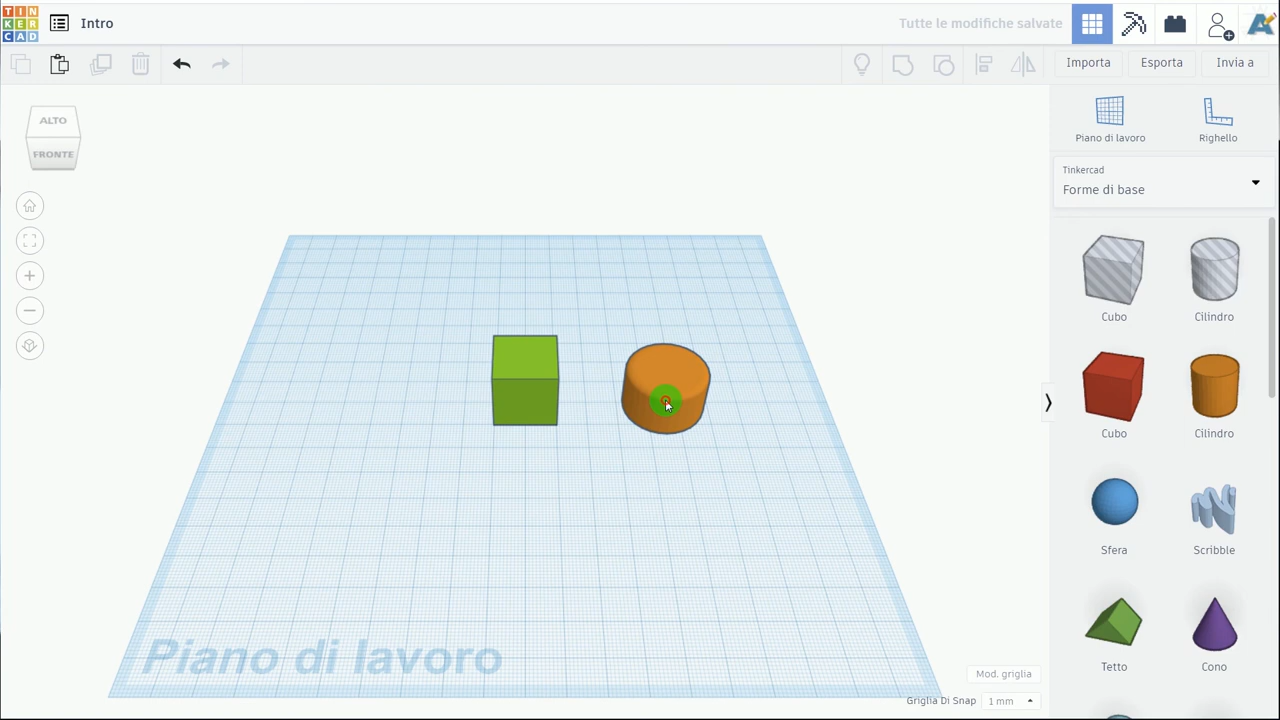 TIN
KER
CAD
Intro
Tutte le modifiche salvate
Importa
Esporta
Invia a
ALTO
FRONTE
Piano di lavoro
Righello
Tinkercad
Forme di base
Cubo
Cilindro
Cubo
Cilindro
Sfera
Scribble
Tetto
Cono
Piano di lavoro
Mod. griglia
Griglia Di Snap
1 mm